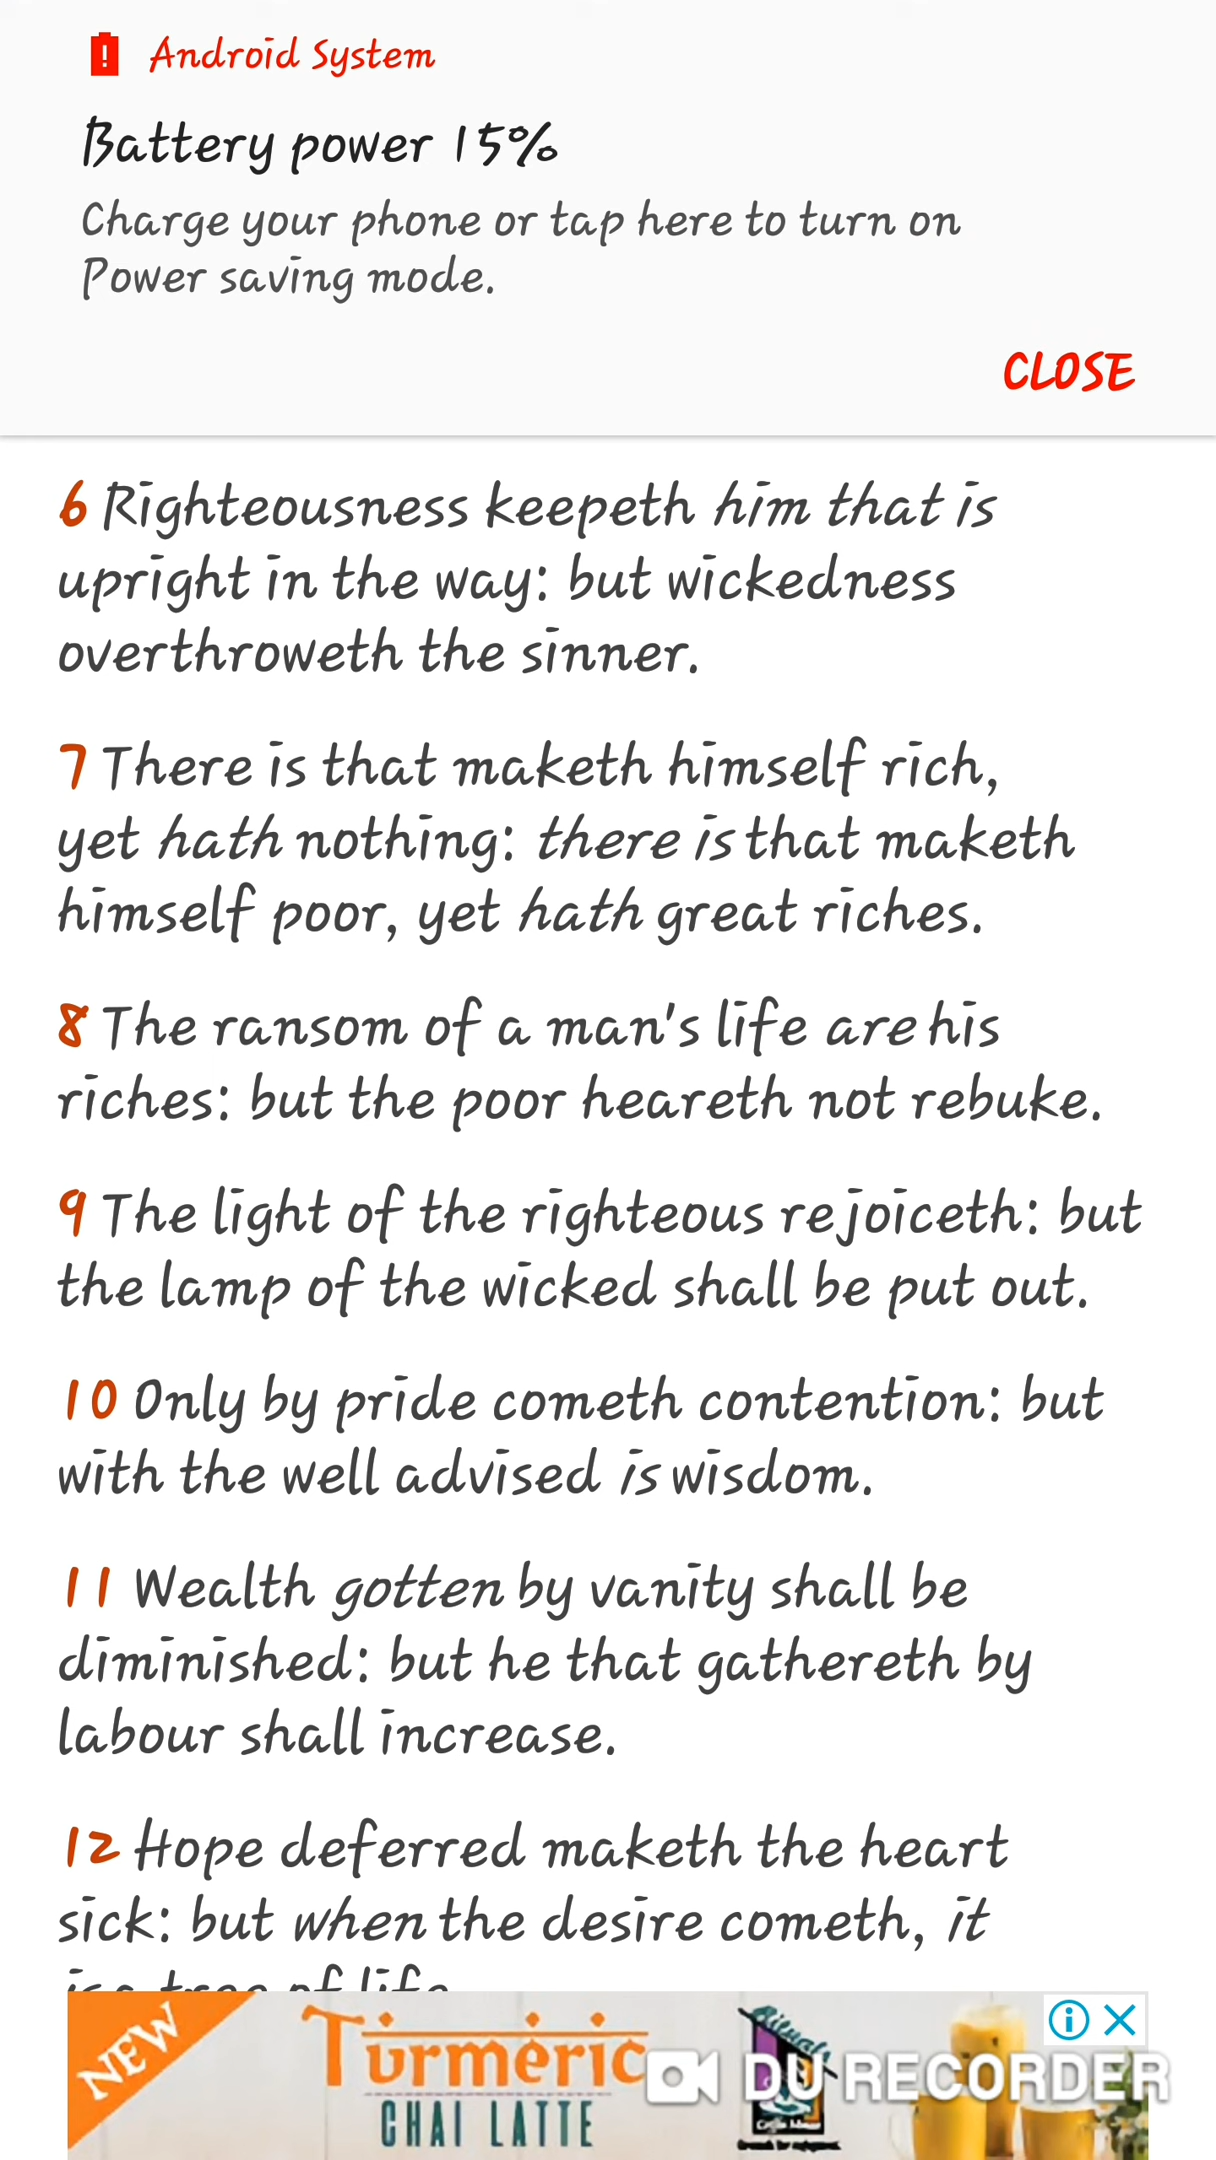 Android System
Battery power 15%
Charge your phone or tap here to turn on
Power saving mode.
CLOSE
6 Righteousness keepeth him that is
upright in the way: but wickedness
overthroweth the sinner.
7 There is that maketh himself rich,
yet hath nothing: there is that maketh
himself poor, yet hath great riches.
8 The ransom of a man's life are his
riches: but the poor heareth not rebuke.
9 The light of the righteous rejoiceth: but
the lamp of the wicked shall be put out.
10 Only by pride cometh contention: but
with the well advised is wisdom.
11 Wealth gotten by vanity shall be
diminished: but he that gathereth by
labour shall increase.
12 Hope deferred maketh the heart
sick: but when the desire cometh, it
is a tree of life
NEW
Turmeric
CHAI LATTE
Rituals
Coffee House
DU RECORDER